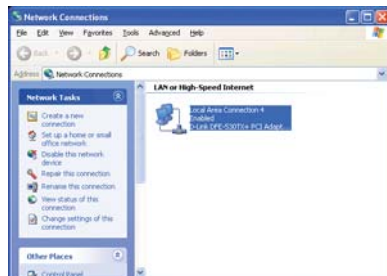 Network Connections
File Edit View Favorites Tools Advanced Help
Back Search Folders
Address Network Connections
Network Tasks
Create a new
connection
Set up a home or small
office network
Disable this network
device
Repair this connection
Rename this connection
View status of this
connection
Change settings of this
connection
Other Places
Control Panel
LAN or High-Speed Internet
Local Area Connection 4
Enabled
D-Link DFE-530TX+ PCI Adapt...